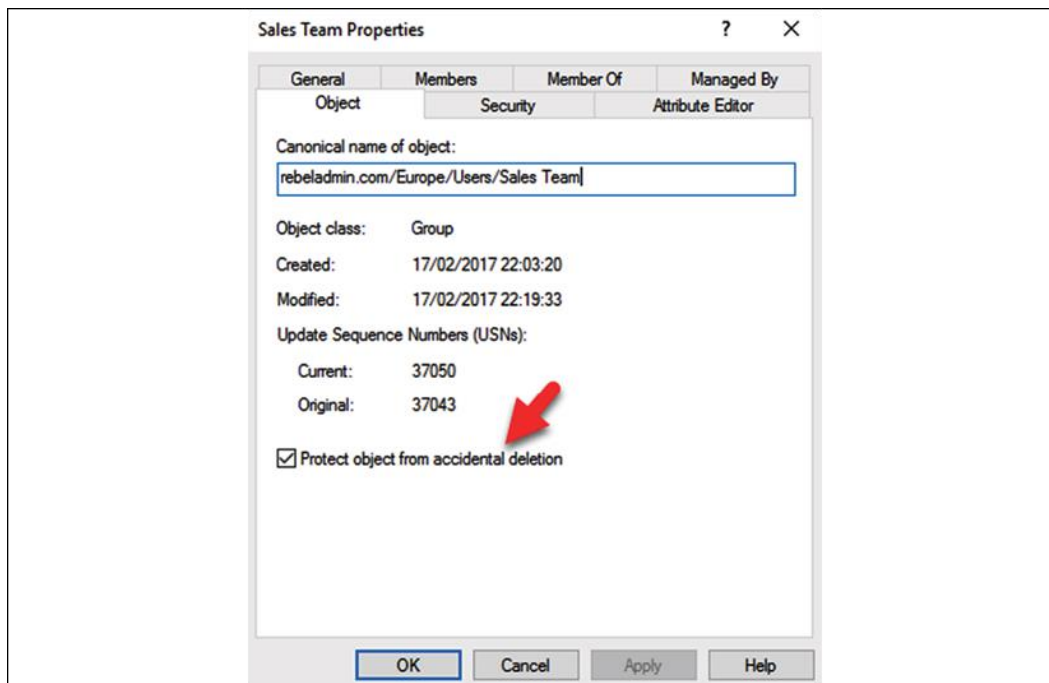 Sales Team Properties ? ×
General Members Member Of Managed By
Object Security Attribute Editor
Canonical name of object:
rebeladmin.com/Europe/Users/Sales Team
Object class: Group
Created: 17/02/2017 22:03:20
Modified: 17/02/2017 22:19:33
Update Sequence Numbers (USNs):
Current: 37050
Original: 37043
Protect object from accidental deletion
OK Cancel Apply Help